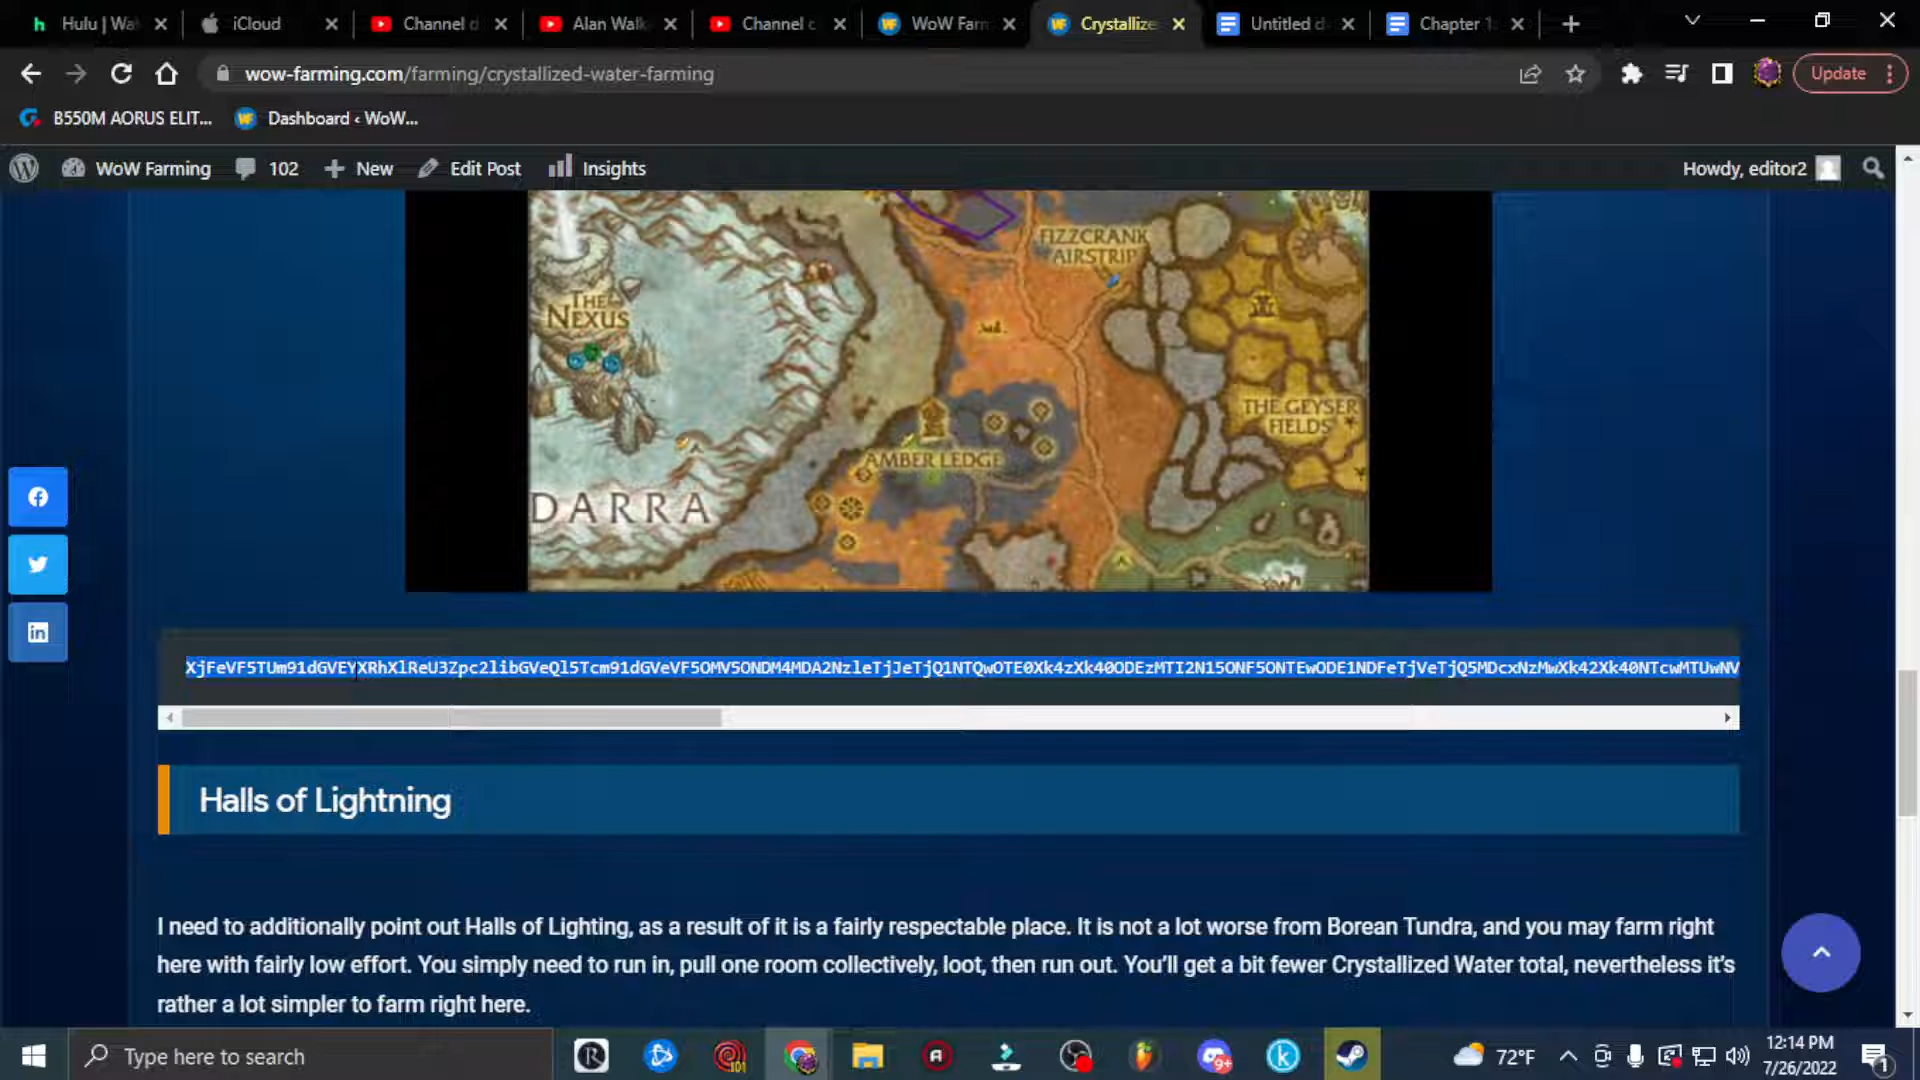 Hulu | Wa
iCloud
Channel d
Alan Walk
Channel c
WoW Farm
Crystallize
Untitled d
Chapter 1
wow-farming.com/farming/crystallized-water-farming
Update
B550M AORUS ELIT...
Dashboard ‹ WoW...
WoW Farming
102
New
Edit Post
Insights
Howdy, editor2
FIZZCRANK
AIRSTRIP
THE
NEXUS
THE GEYSER
FIELDS
AMBER LEDGE
DARRA
XjFeVF5TUm91dGVEYXRhXlReU3Zpc2libGVeQl5Tcm91dGVeVF5OMV5ONDM4MDA2NzleTjJeTjQ1NTQwOTE0Xk4zXk40ODEzMTI2N15ONF5ONTEwODE1NDFeTjVeTjQ5MDcxNzMwXk42Xk40NTcwMTUwNV
Halls of Lightning
I need to additionally point out Halls of Lighting, as a result of it is a fairly respectable place. It is not a lot worse from Borean Tundra, and you may farm right
here with fairly low effort. You simply need to run in, pull one room collectively, loot, then run out. You’ll get a bit fewer Crystallized Water total, nevertheless it’s
rather a lot simpler to farm right here.
Type here to search
101
9+
72°F
12:14 PM
7/26/2022
1